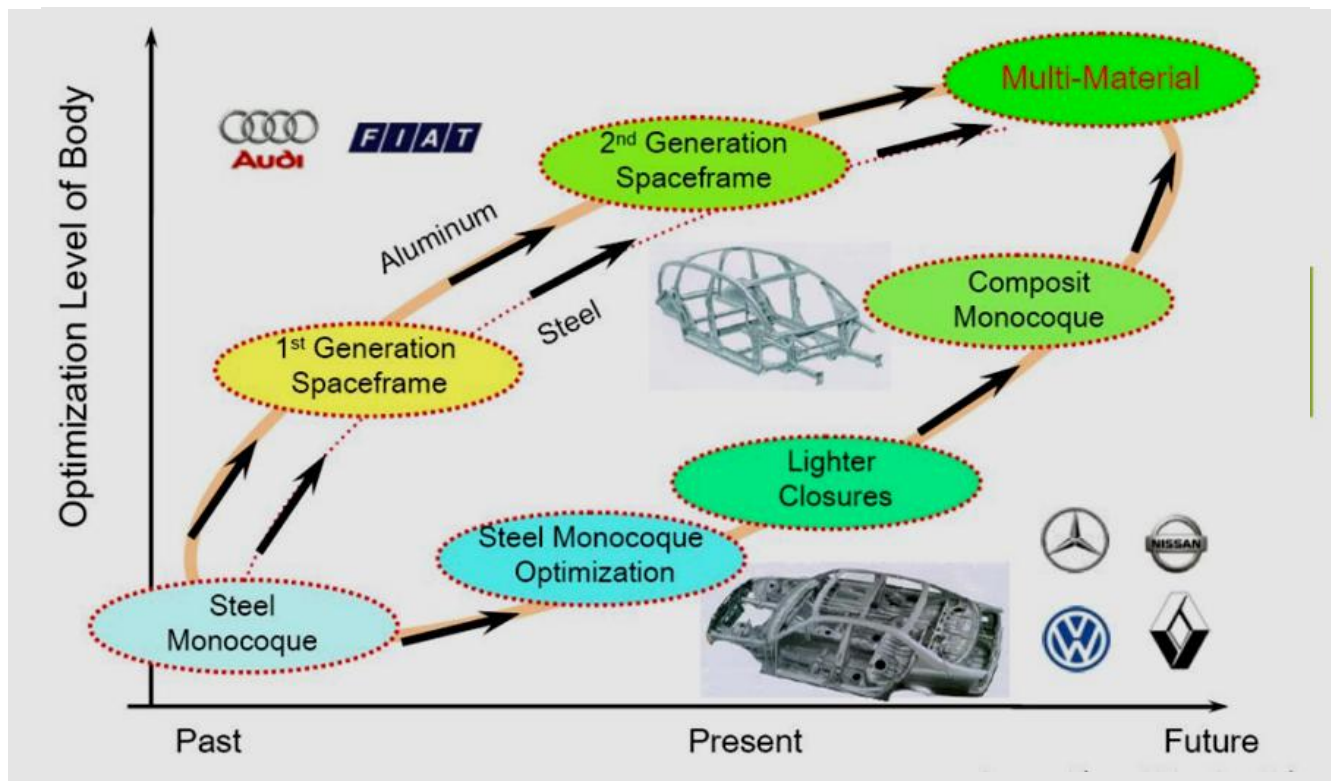 Optimization Level of Body
Audi
FIAT
Multi-Material
2nd Generation
Spaceframe
Aluminum
Steel
1st Generation
Spaceframe
Composit
Monocoque
Lighter
Closures
Steel Monocoque
Optimization
Steel
Monocoque
NISSAN
Past
Present
Future